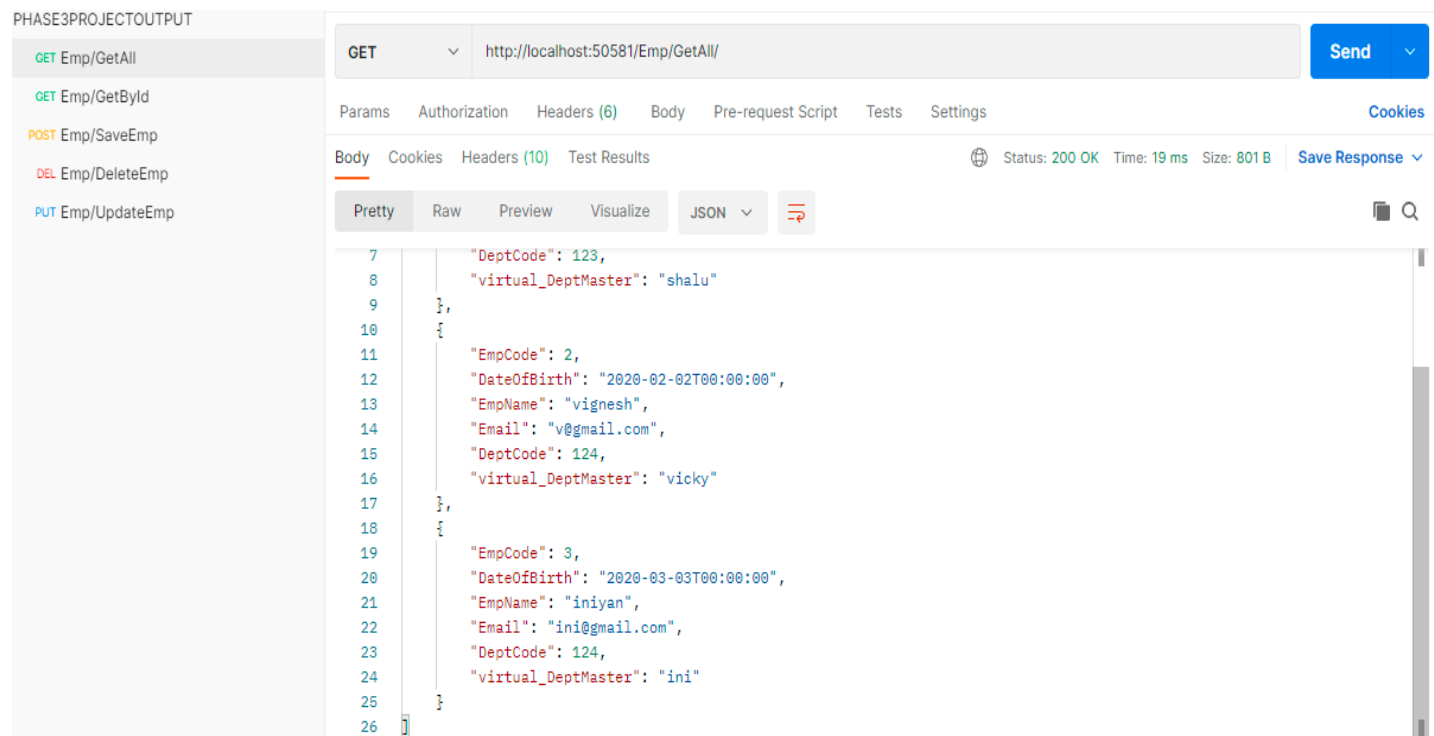 PHASE3PROJECTOUTPUT
GET Emp/GetAll
GET Emp/GetById
POST Emp/SaveEmp
DEL Emp/DeleteEmp
PUT Emp/UpdateEmp
GET http://localhost:50581/Emp/GetAll/ Send
Params Authorization Headers (6) Body Pre-request Script Tests Settings Cookies
Body Cookies Headers (10) Test Results Status: 200 OK Time: 19 ms Size: 801 B Save Response
Pretty Raw Preview Visualize JSON
7 "DeptCode": 123,
8 "virtual_DeptMaster": "shalu"
9 },
10 {
11 "EmpCode": 2,
12 "DateOfBirth": "2020-02-02T00:00:00",
13 "EmpName": "vignesh",
14 "Email": "v@gmail.com",
15 "DeptCode": 124,
16 "virtual_DeptMaster": "vicky"
17 },
18 {
19 "EmpCode": 3,
20 "DateOfBirth": "2020-03-03T00:00:00",
21 "EmpName": "iniyan",
22 "Email": "ini@gmail.com",
23 "DeptCode": 124,
24 "virtual_DeptMaster": "ini"
25 }
26 ]